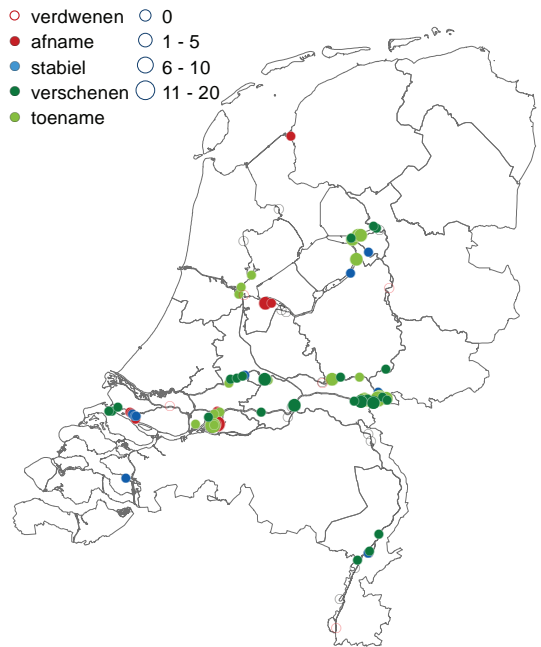 verdwenen 0
afname 1 - 5
stabiel 6 - 10
verschenen 11 - 20
toename